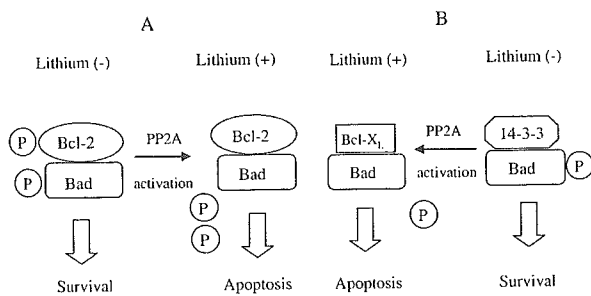 A
B
Lithium (-)
Lithium (+)
Lithium (+)
Lithium (-)
P
Bcl-2
PP2A
Bcl-2
Bcl-X_L
PP2A
14-3-3
P
Bad
activation
Bad
Bad
activation
Bad
P
P
P
P
Survival
Apoptosis
Apoptosis
Survival